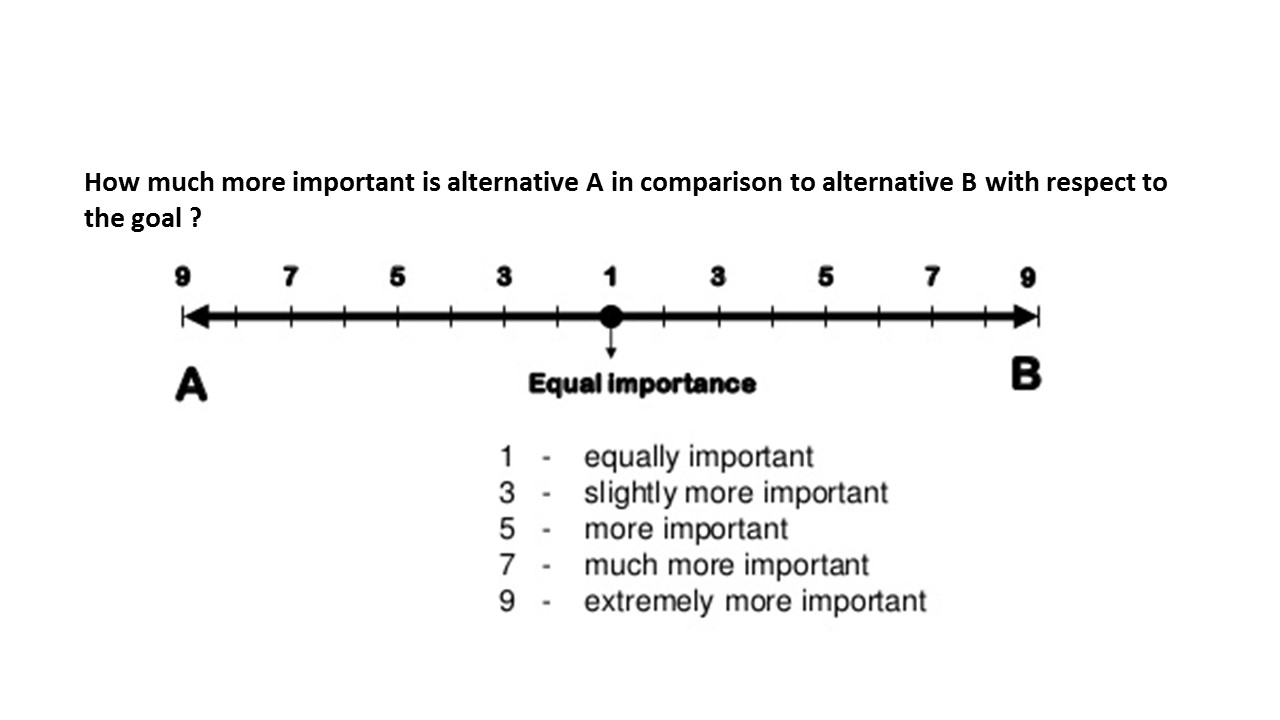 How much more important is alternative A in comparison to alternative B with respect to
the goal ?
9 7 5 3 1 3 5 7 9
A B
Equal importance
1 - equally important
3 - slightly more important
5 - more important
7 - much more important
9 - extremely more important